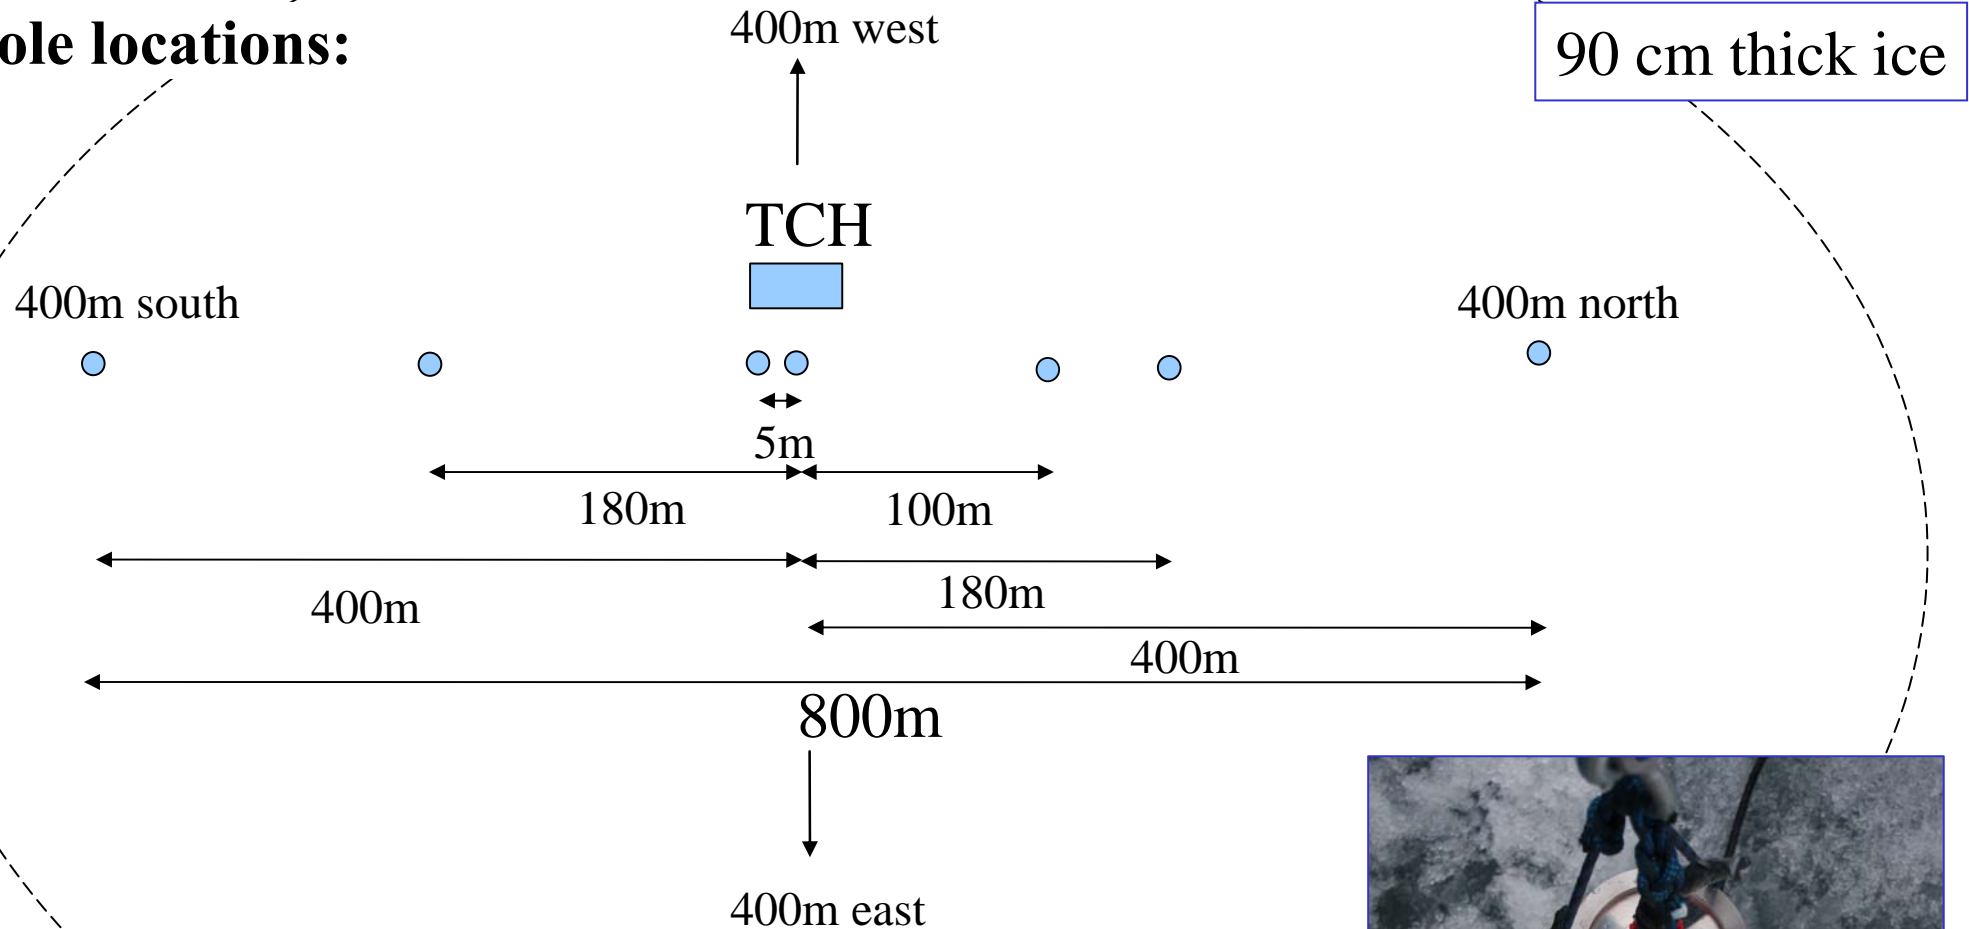 ole locations:
400m west
90 cm thick ice
TCH
400m south
400m north
5m
180m
100m
400m
180m
400m
800m
400m east